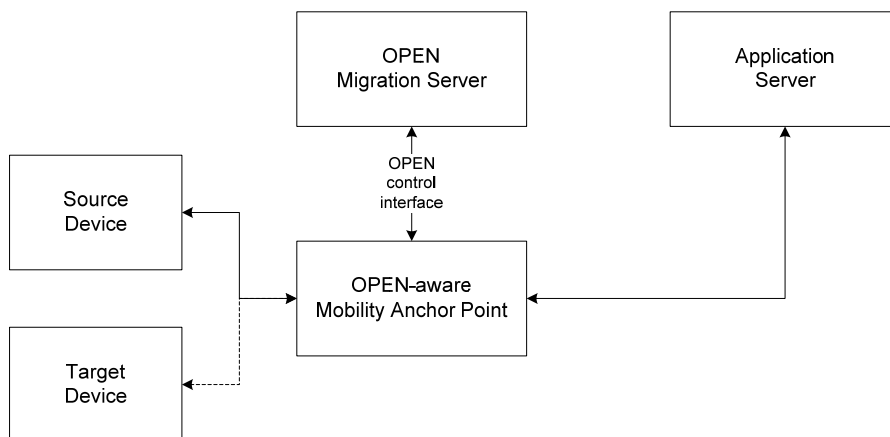 OPEN
Migration Server
Application
Server
OPEN
control
interface
Source
Device
OPEN-aware
Mobility Anchor Point
Target
Device